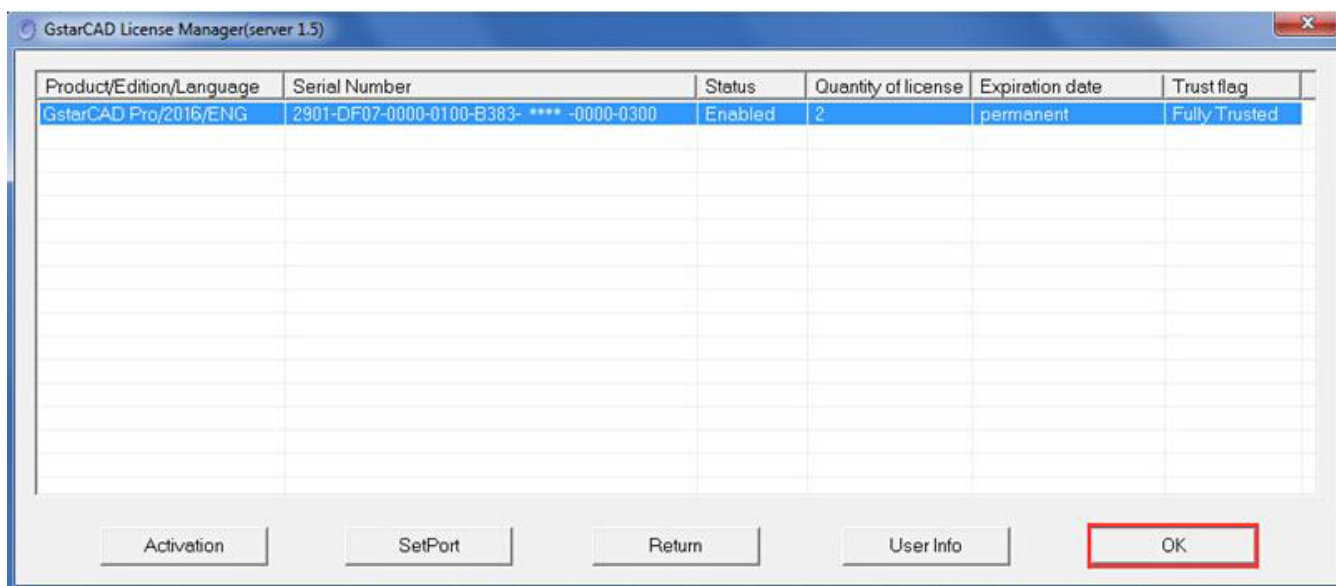 GstarCAD License Manager(server 1.5)
Product/Edition/Language Serial Number Status Quantity of license Expiration date Trust flag
GstarCAD Pro/2016/ENG 2901-DF07-0000-0100-B383- **** -0000-0300 Enabled 2 permanent Fully Trusted
Activation SetPort Return User Info OK